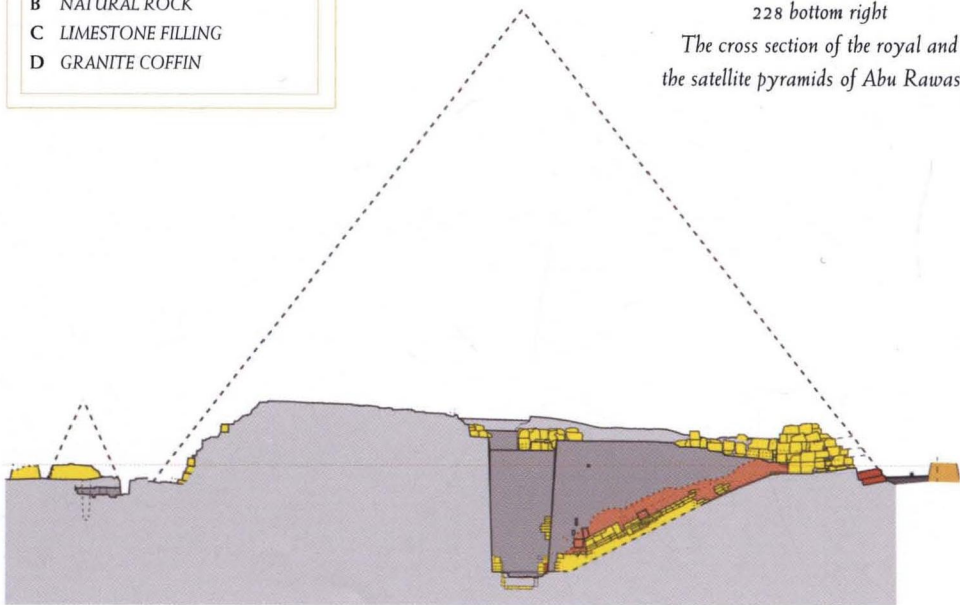 B NATURAL ROCK
C LIMESTONE FILLING
D GRANITE COFFIN
228 bottom right
The cross section of the royal and
the satellite pyramids of Abu Rawas